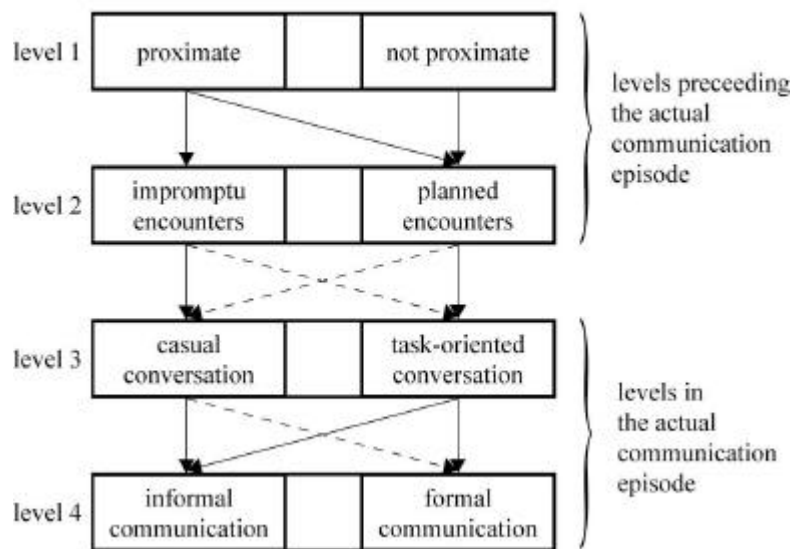 level 1
proximate
not proximate
levels preceeding
the actual
communication
episode
level 2
impromptu
encounters
planned
encounters
level 3
casual
conversation
task-oriented
conversation
levels in
the actual
communication
episode
level 4
informal
communication
formal
communication